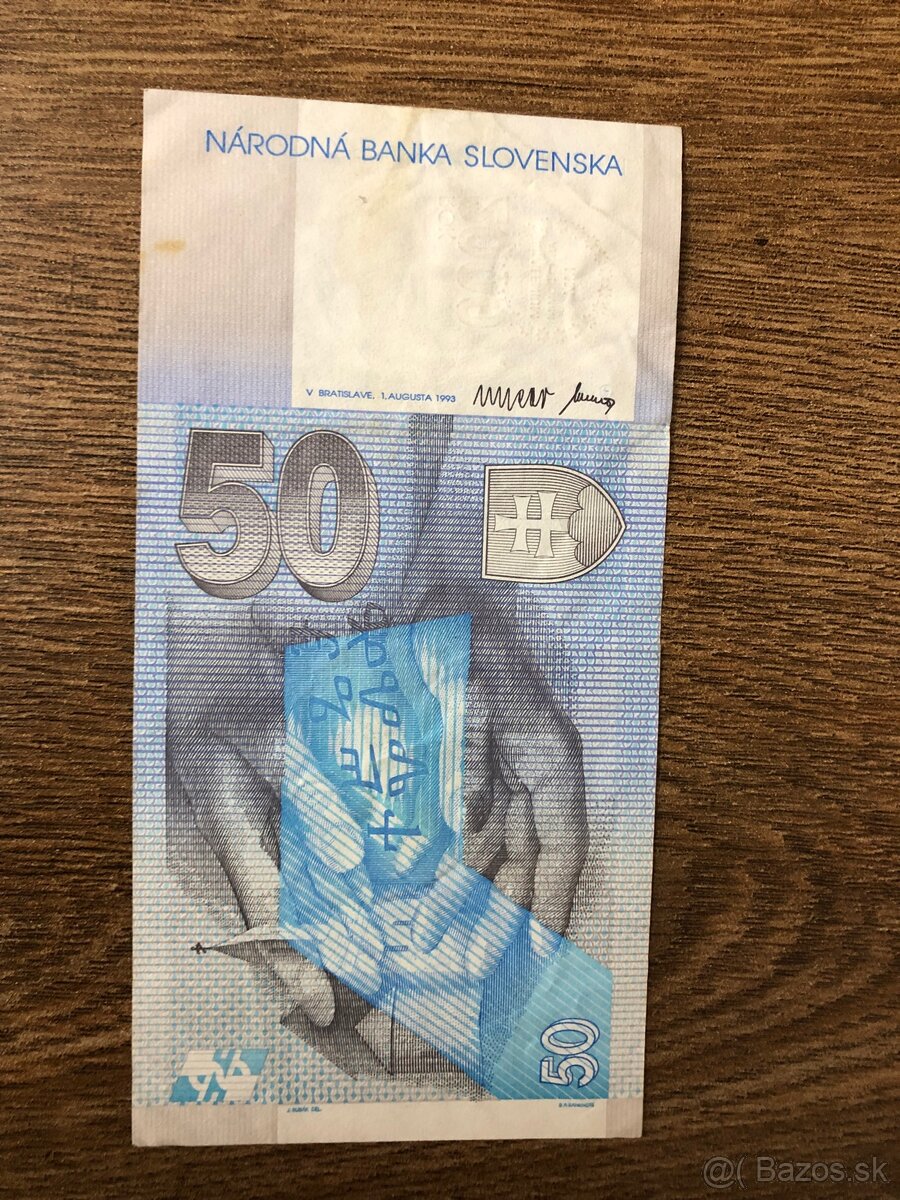 NÁRODNÁ BANKA SLOVENSKA
V BRATISLAVE, 1. AUGUSTA 1993
50
50
@( Bazos.sk